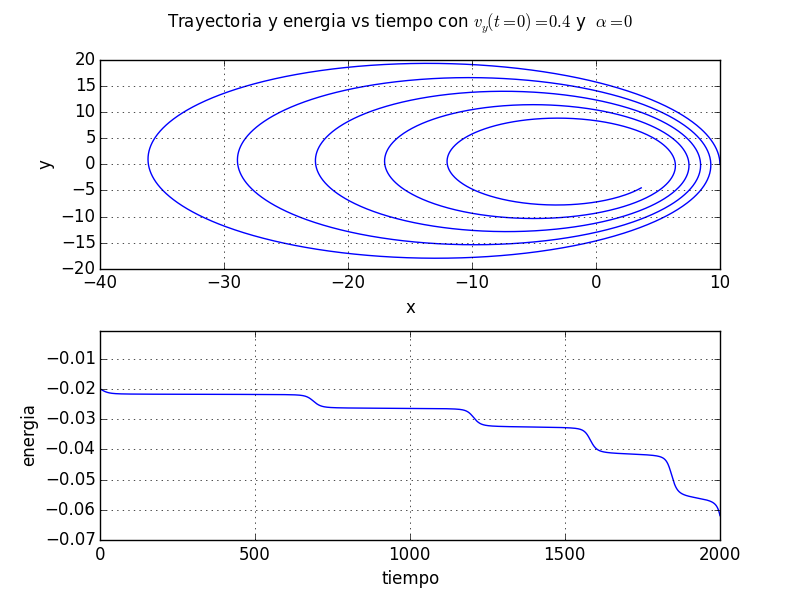 Trayectoria y energia vs tiempo con $v_y(t=0)=0.4$ y $\alpha=0$
20
15
10
5
0
−5
−10
−15
−20
y
−40 −30 −20 −10 0 10
x
−0.01
−0.02
−0.03
−0.04
−0.05
−0.06
−0.07
energia
0 500 1000 1500 2000
tiempo